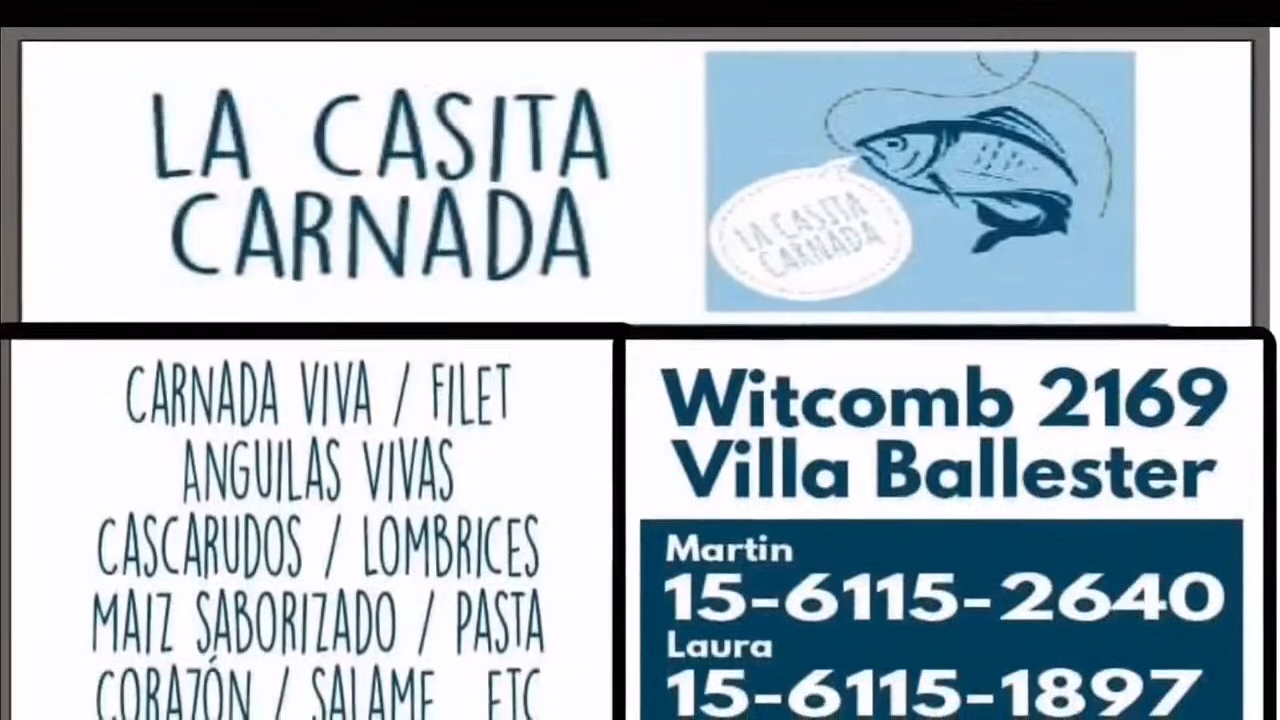 LA CASITA
CARNADA
LA CASITA
CARNADA
CARNADA VIVA / FILET
ANGUILAS VIVAS
CASCARUDOS / LOMBRICES
MAIZ SABORIZADO / PASTA
CORAZÓN / SALAME ETC
Witcomb 2169
Villa Ballester
Martin
15-6115-2640
Laura
15-6115-1897